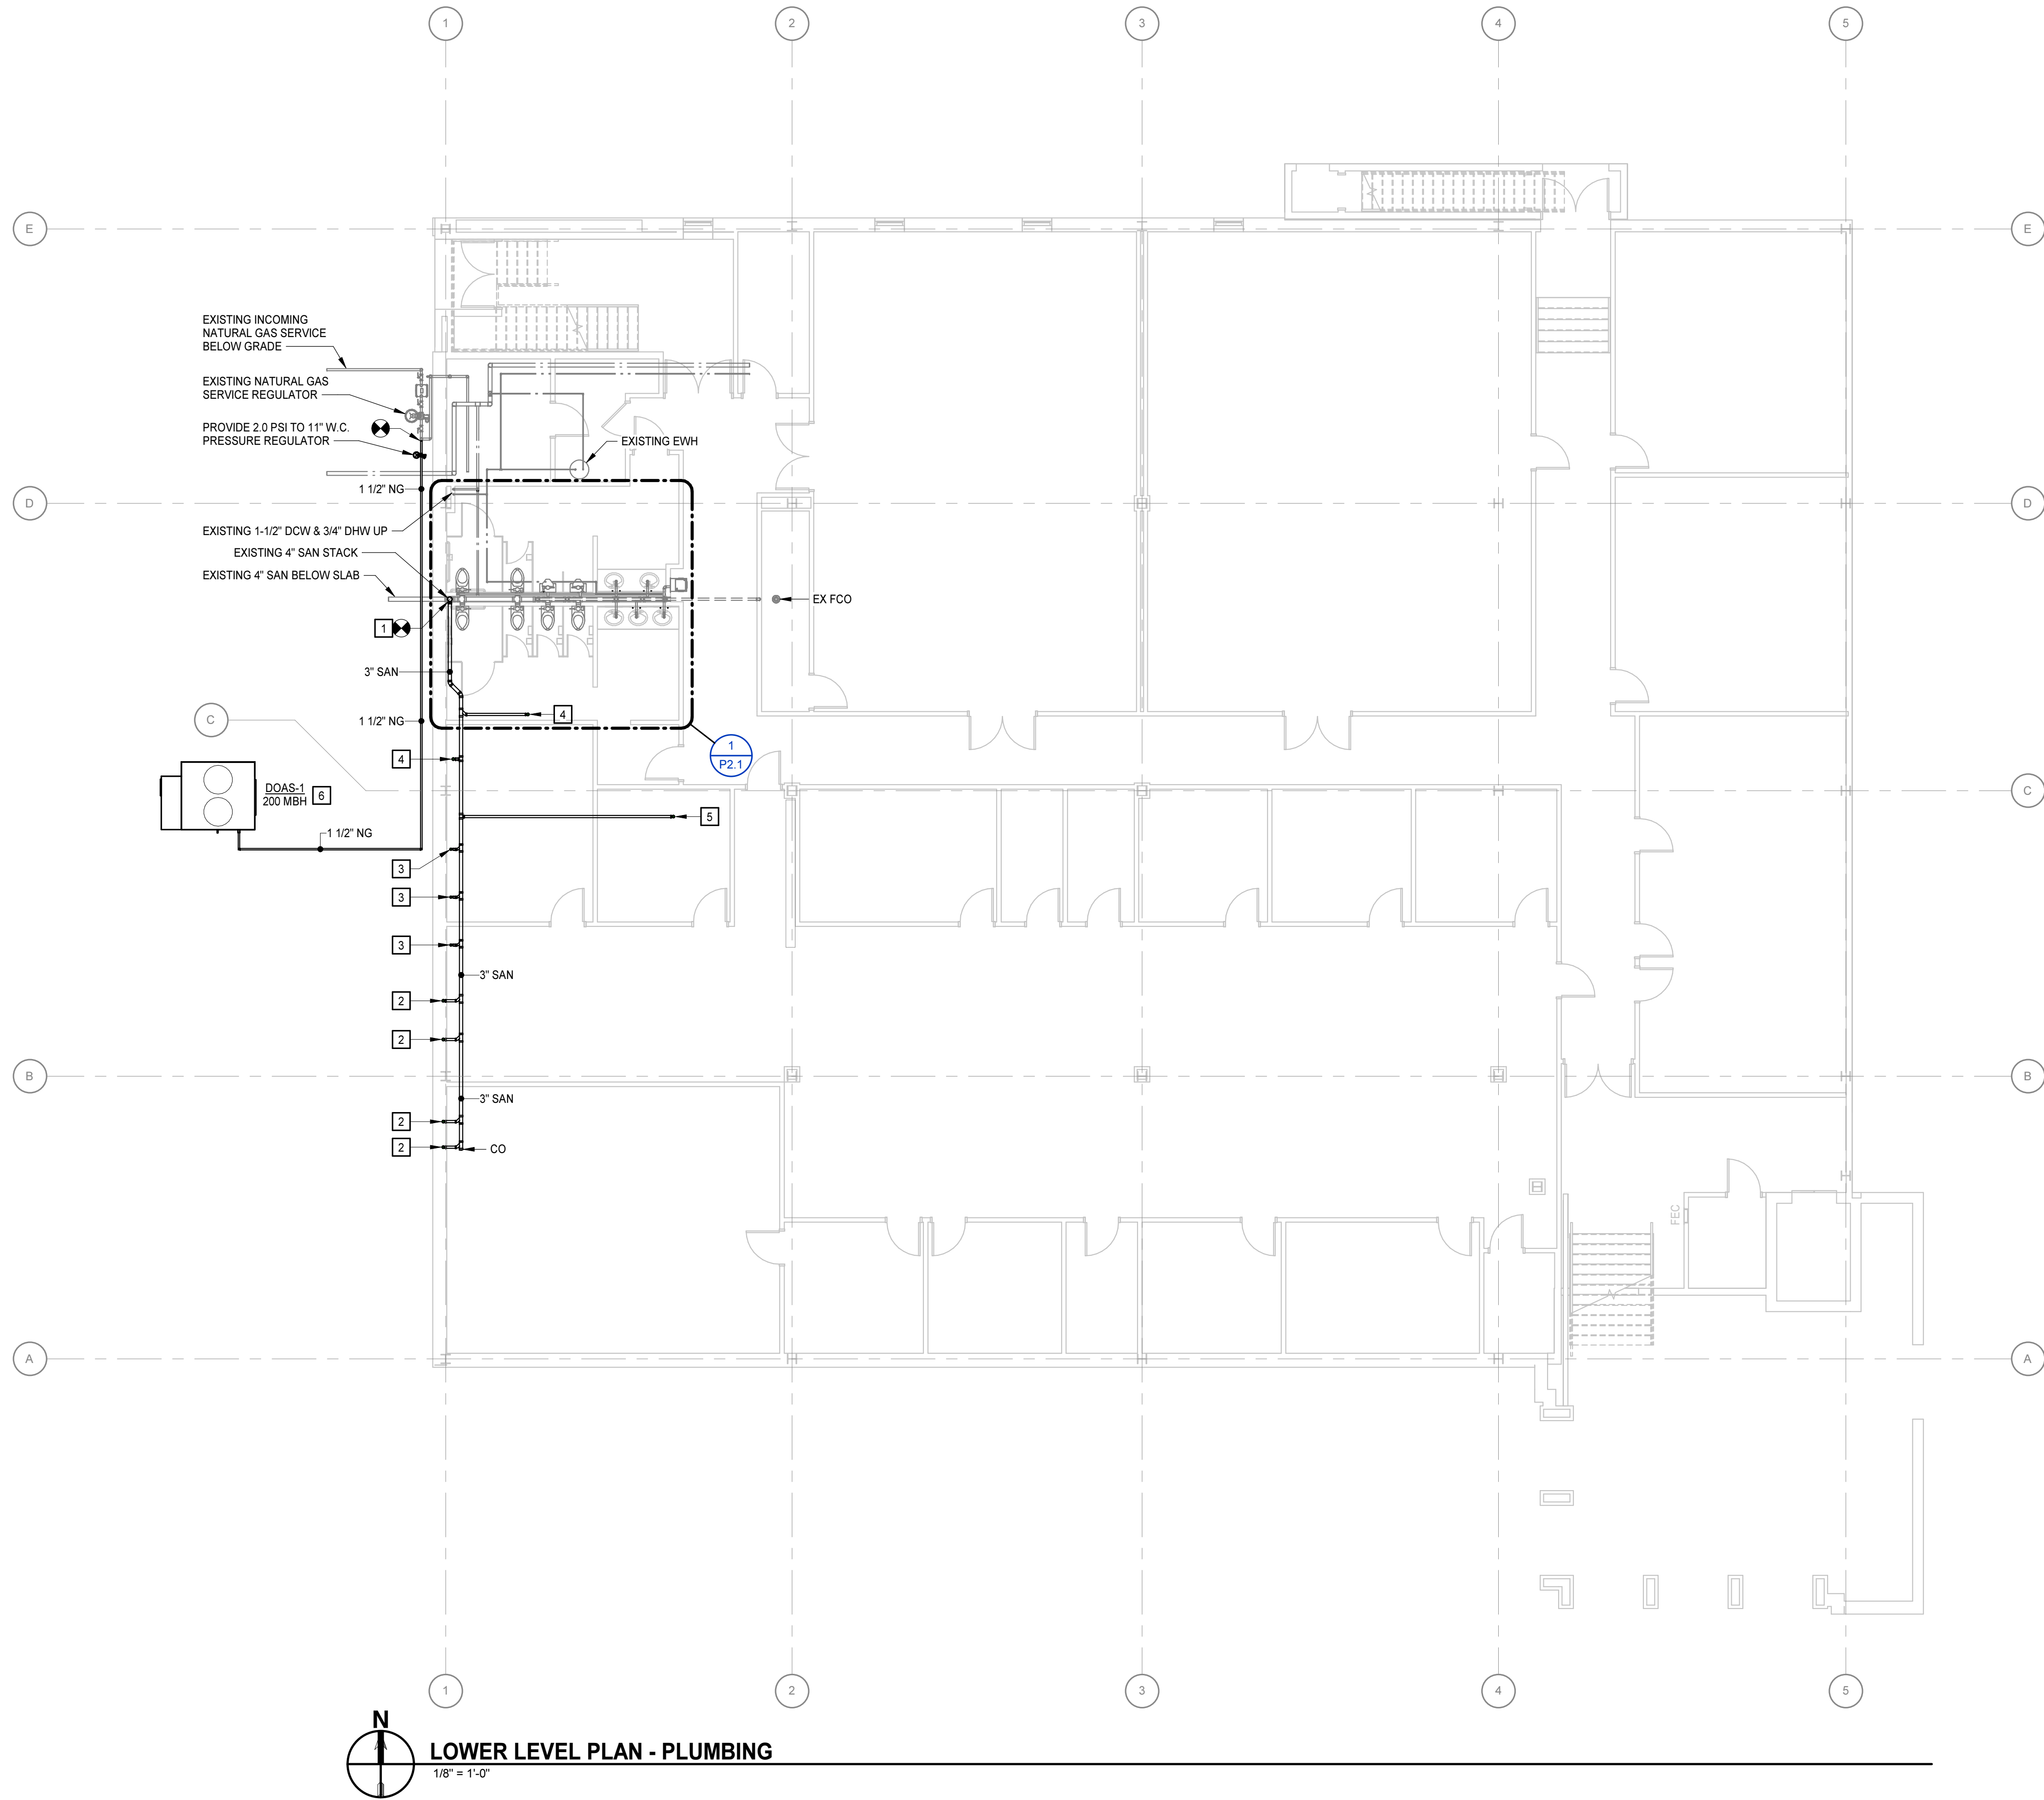 1
2
3
4
5
E
E
EXISTING INCOMING
NATURAL GAS SERVICE
BELOW GRADE
EXISTING NATURAL GAS
SERVICE REGULATOR
PROVIDE 2.0 PSI TO 11" W.C.
PRESSURE REGULATOR
EXISTING EWH
1 1/2" NG
D
D
EXISTING 1-1/2" DCW & 3/4" DHW UP
EXISTING 4" SAN STACK
EXISTING 4" SAN BELOW SLAB
EX FCO
1
3" SAN
4
1 1/2" NG
C
1
P2.1
4
DOAS-1
200 MBH
6
C
5
1 1/2" NG
3
3
3
3" SAN
2
2
B
B
3" SAN
2
2
CO
FEC
A
A
1
2
3
4
5
N
LOWER LEVEL PLAN - PLUMBING
1/8" = 1'-0"